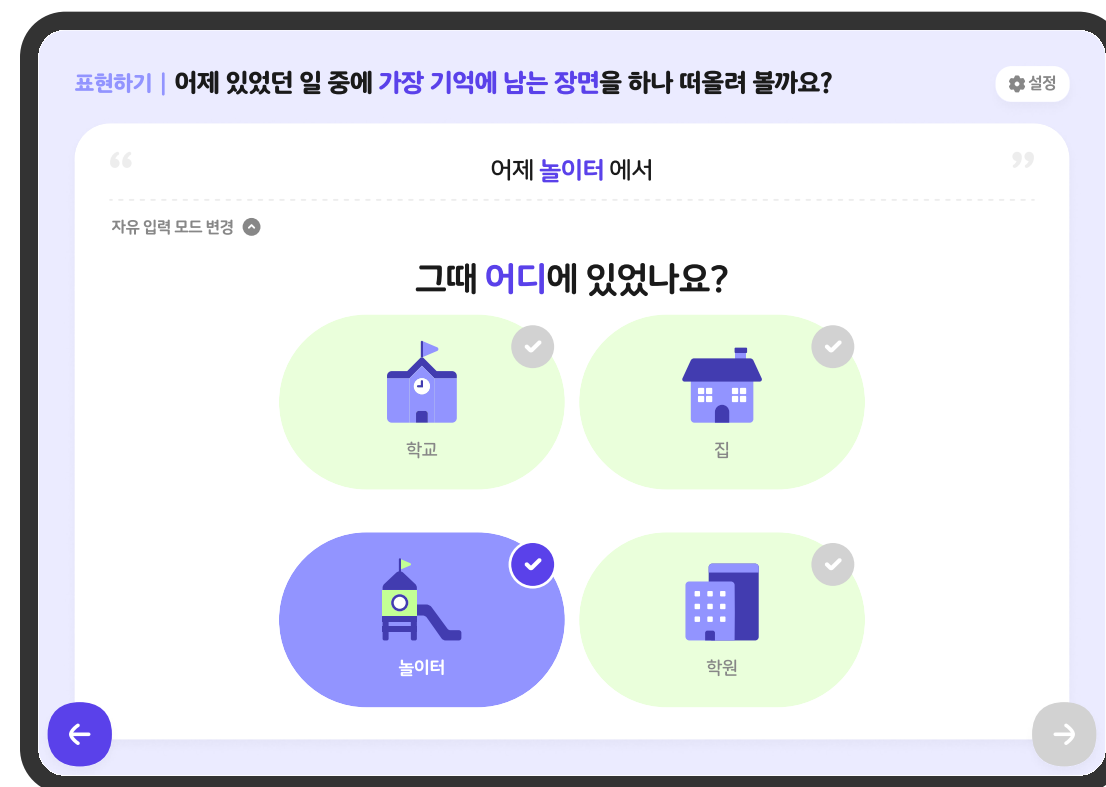 표현하기 | 어제 있었던 일 중에 가장 기억에 남는 장면을 하나 떠올려 볼까요?
설정
“ ”
어제 놀이터 에서
자유 입력 모드 변경
그때 어디에 있었나요?
학교
집
놀이터
학원